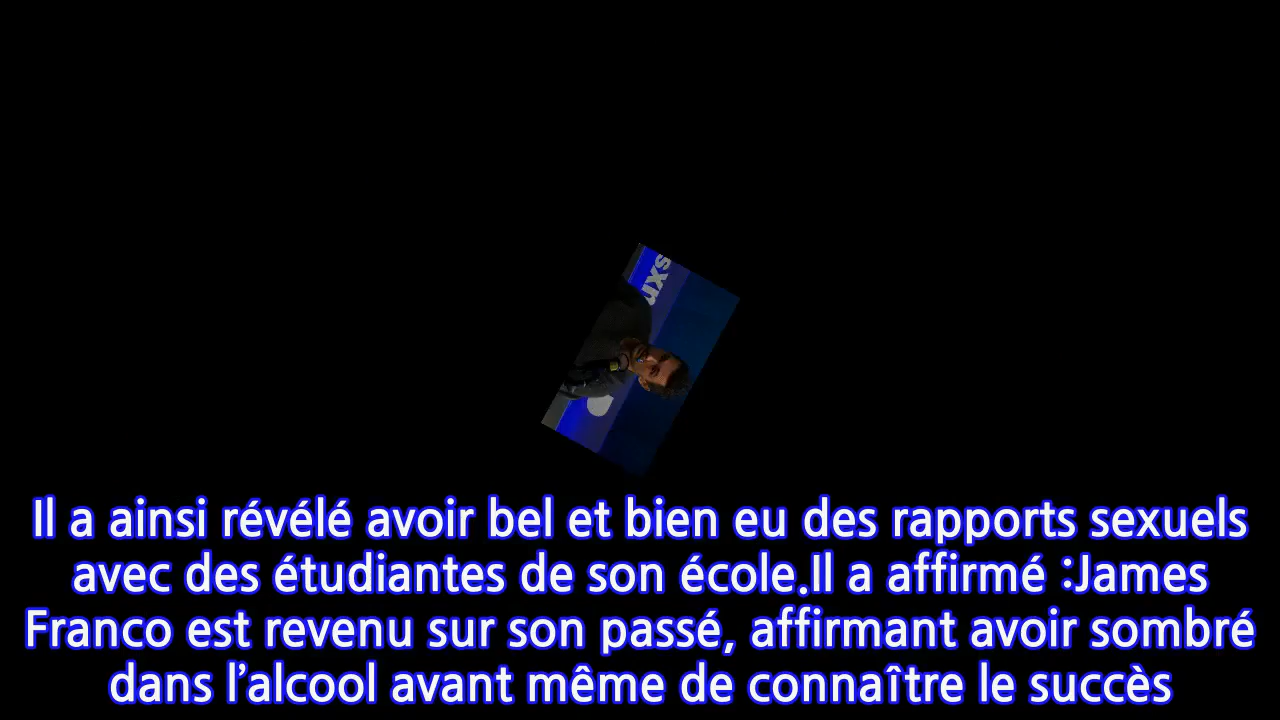 sxn
Il a ainsi révélé avoir bel et bien eu des rapports sexuels
avec des étudiantes de son école.Il a affirmé :James
Franco est revenu sur son passé, affirmant avoir sombré
dans l’alcool avant même de connaître le succès